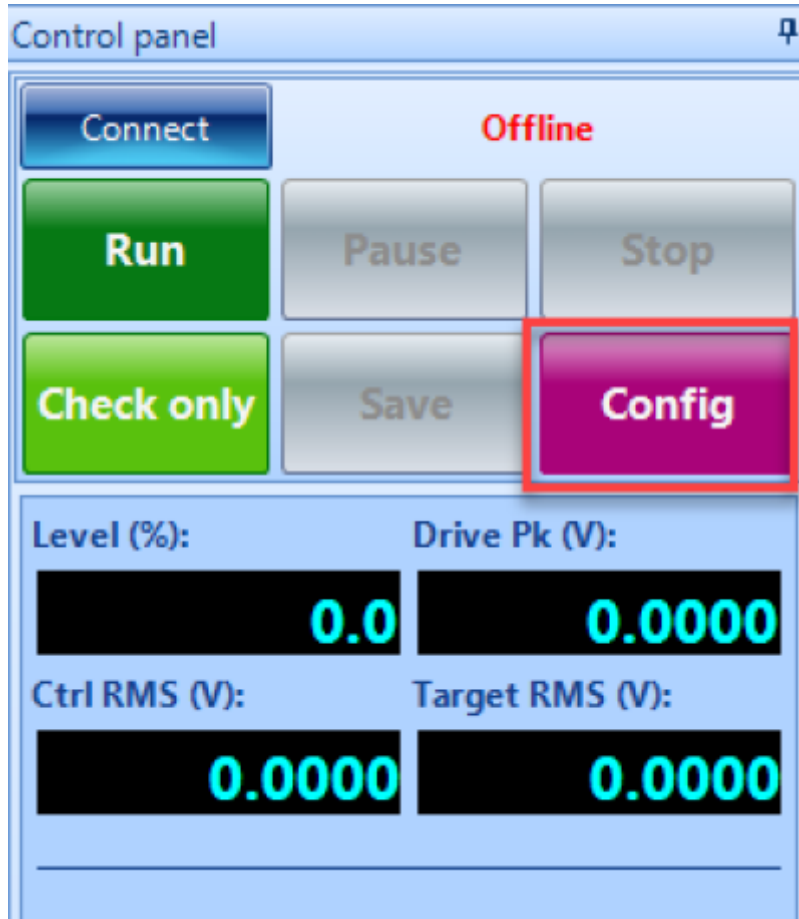 Control panel
Connect Offline
Run Pause Stop
Check only Save Config
Level (%): Drive Pk (V):
0.0 0.0000
Ctrl RMS (V): Target RMS (V):
0.0000 0.0000